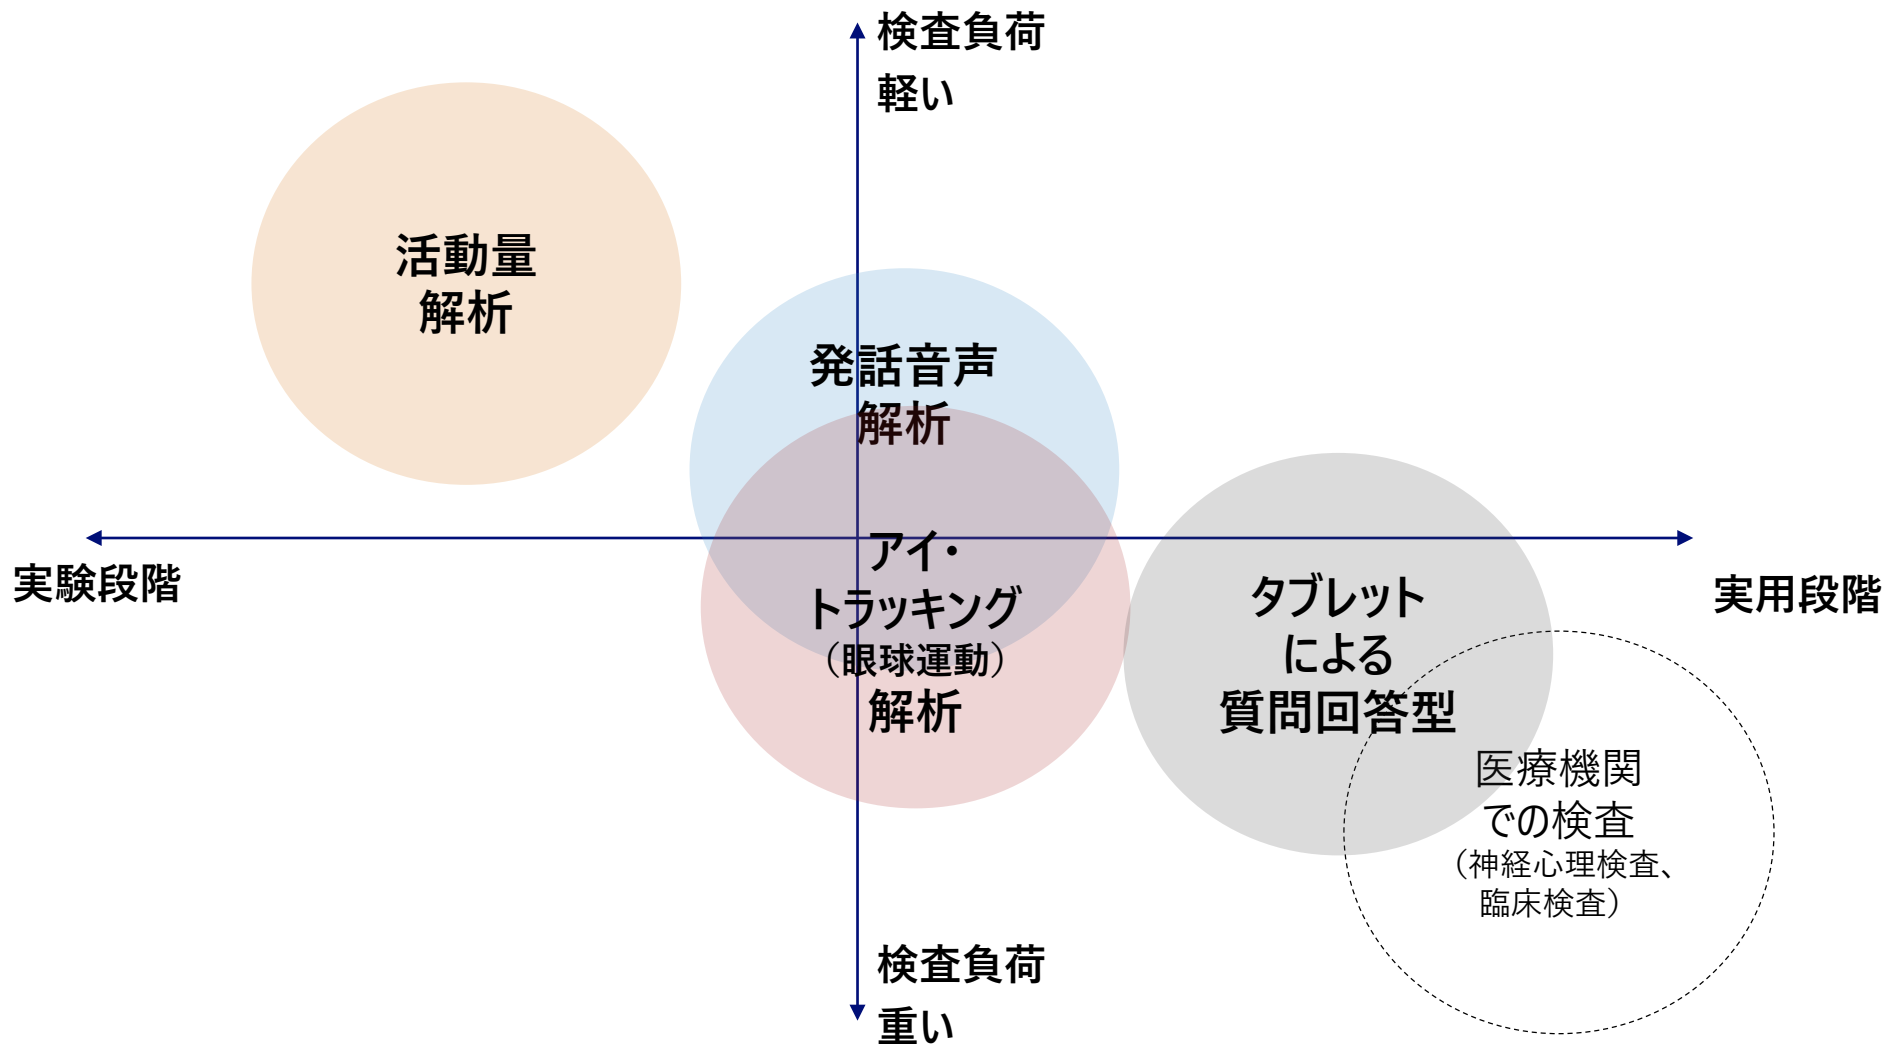 検査負荷
軽い
活動量
解析
発話音声
解析
アイ・
トラッキング
（眼球運動）
解析
実験段階
実用段階
タブレット
による
質問回答型
医療機関
での検査
（神経心理検査、
臨床検査）
検査負荷
重い